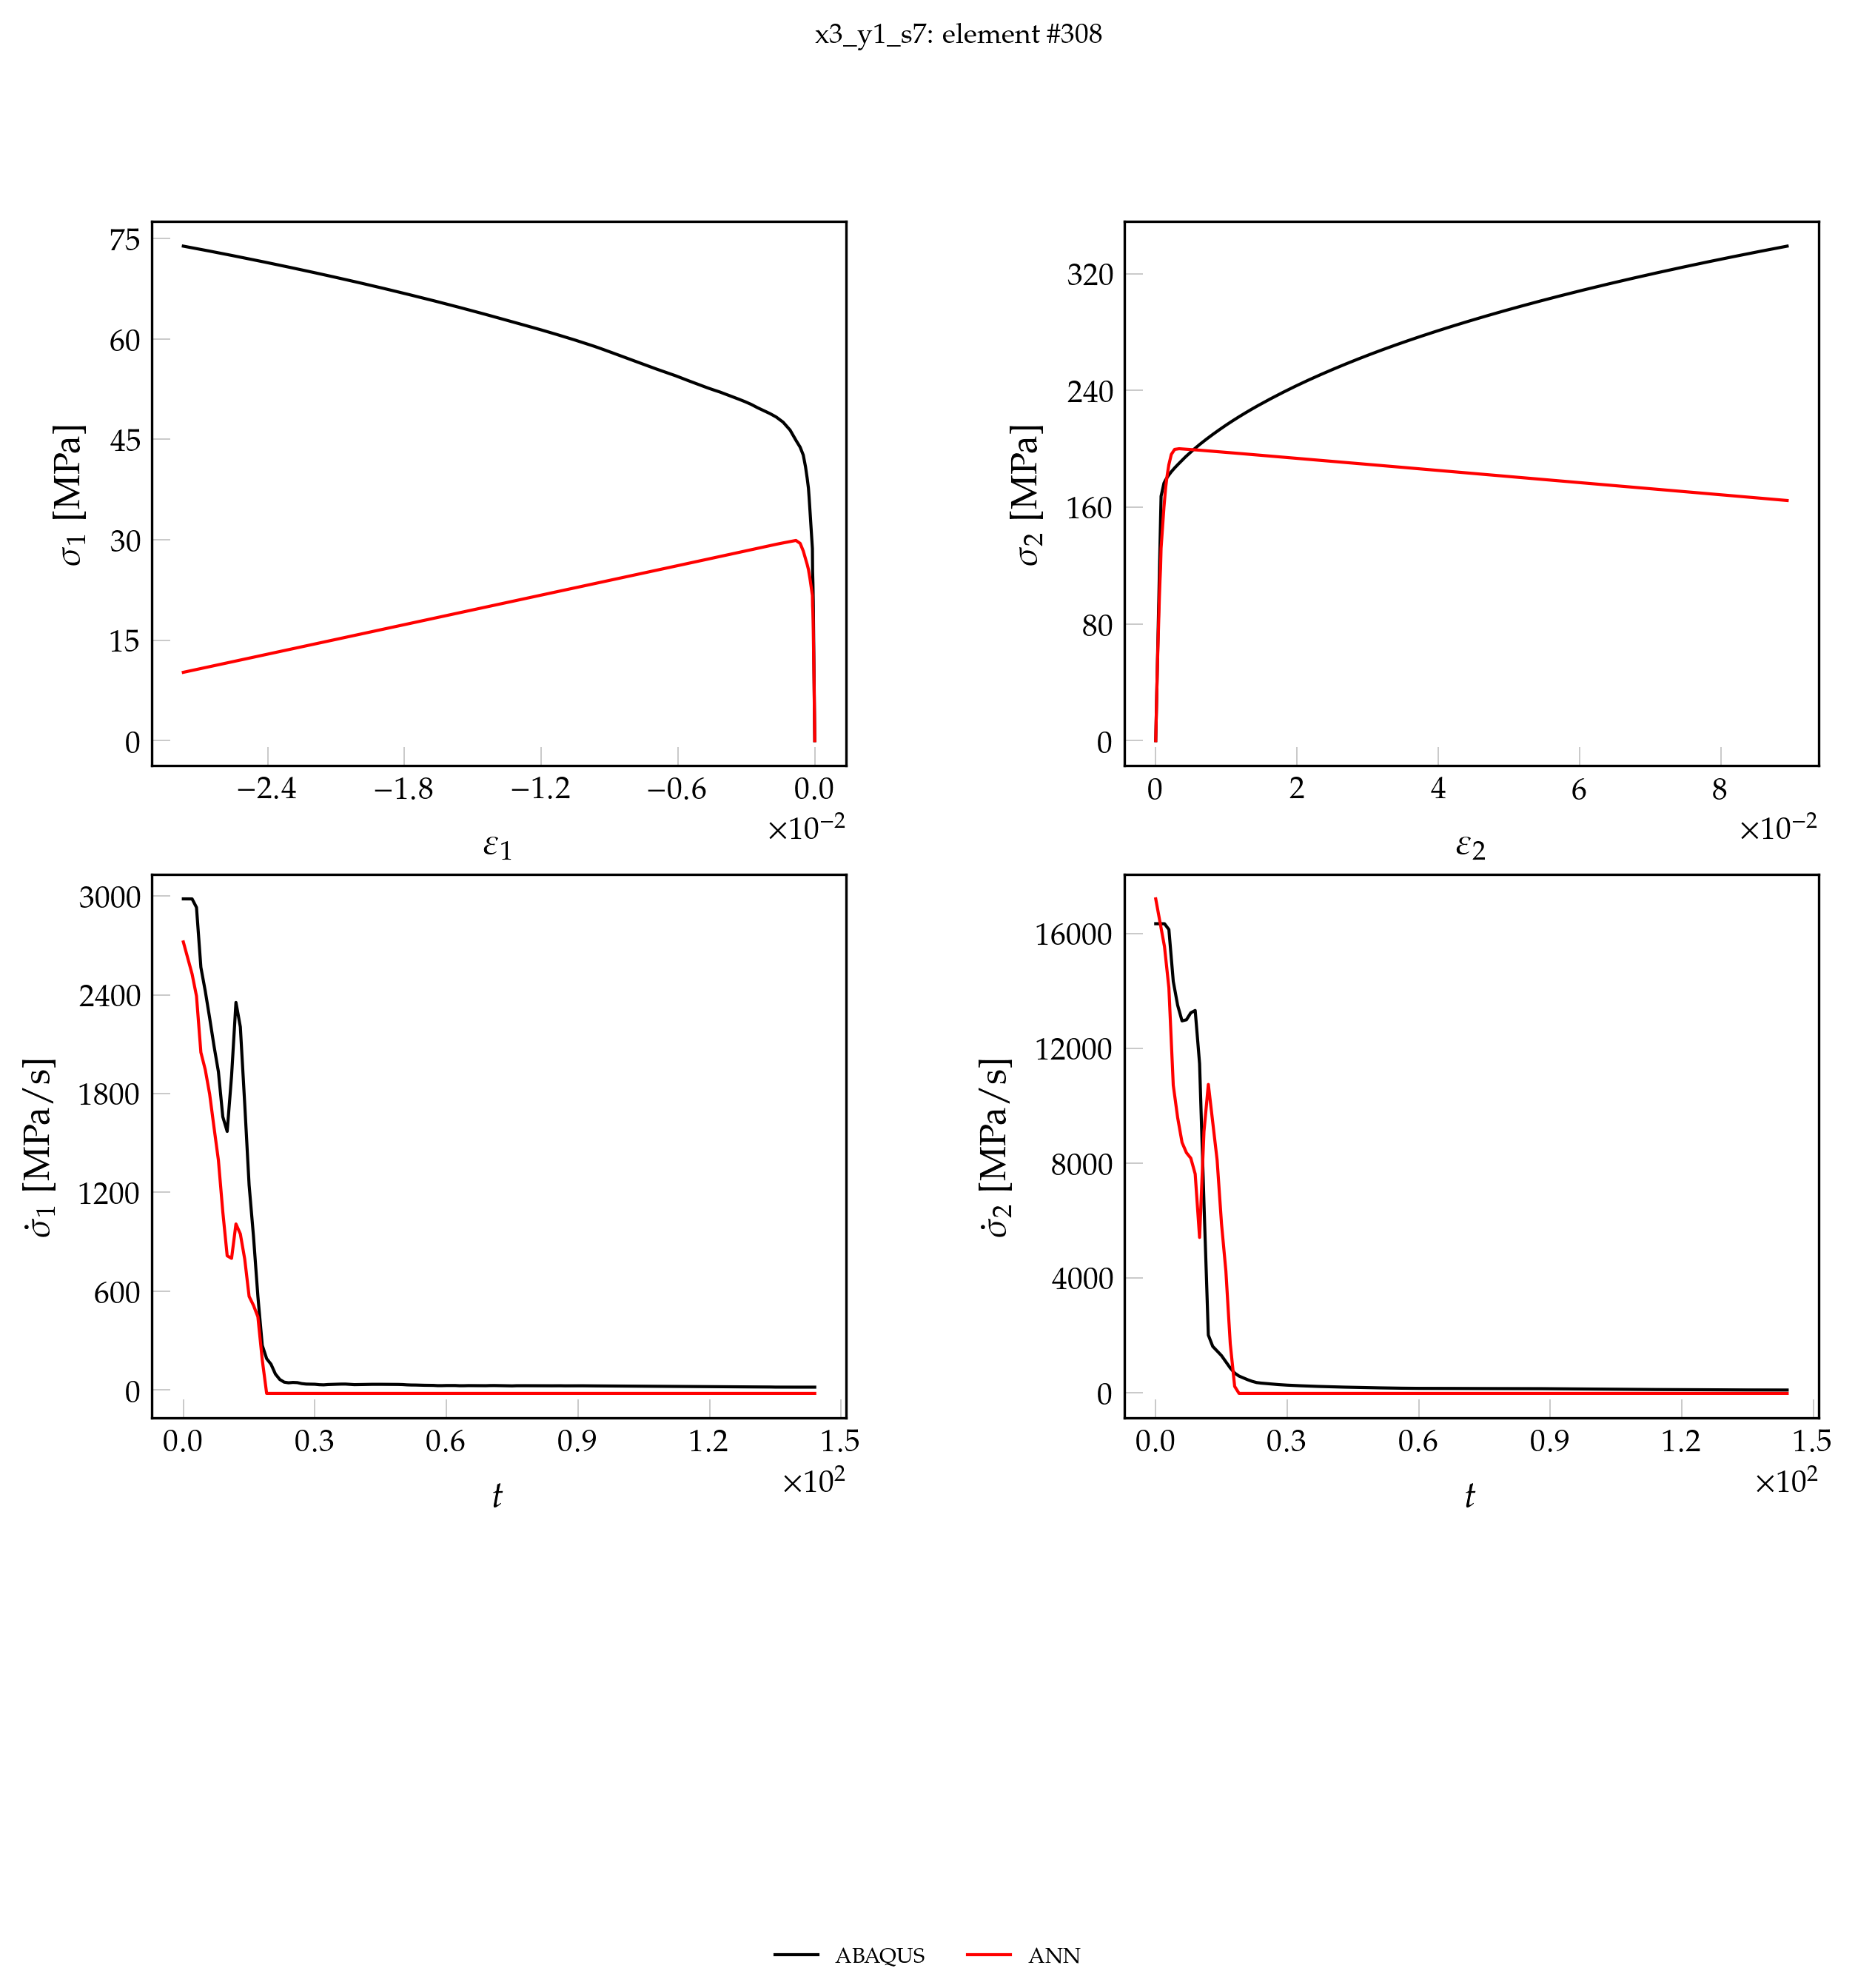 x3_y1_s7: element #308
75
60
45
30
15
0
σ1 [MPa]
−2.4 −1.8 −1.2 −0.6 0.0
×10−2
ε1
320
240
160
80
0
σ2 [MPa]
0 2 4 6 8
×10−2
ε2
3000
2400
1800
1200
600
0
σ̇1 [MPa/s]
0.0 0.3 0.6 0.9 1.2 1.5
×102
t
16000
12000
8000
4000
0
σ̇2 [MPa/s]
0.0 0.3 0.6 0.9 1.2 1.5
×102
t
ABAQUS ANN